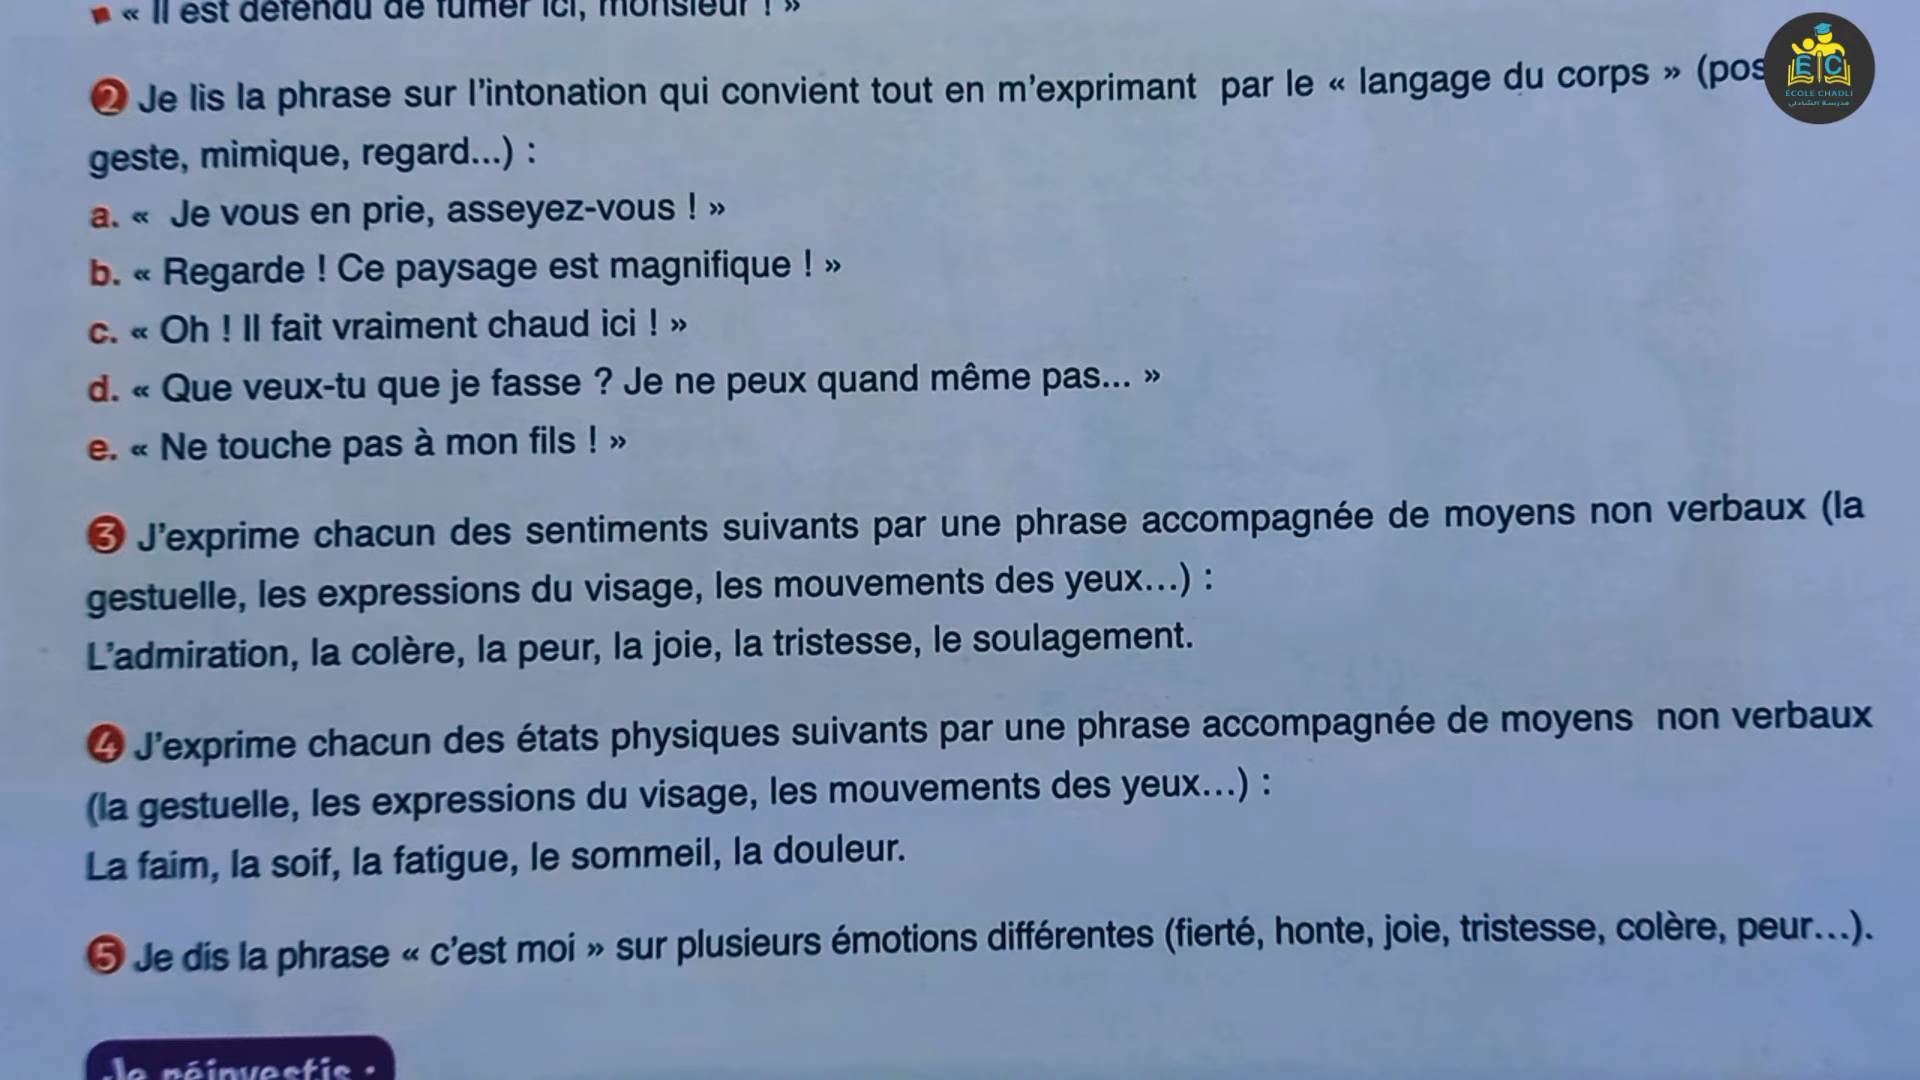 « Il est défendu de fumer ici, monsieur ! »
2 Je lis la phrase sur l'intonation qui convient tout en m'exprimant par le « langage du corps » (pos
geste, mimique, regard...) :
a. « Je vous en prie, asseyez-vous ! »
b. « Regarde ! Ce paysage est magnifique ! »
c. « Oh ! Il fait vraiment chaud ici ! »
d. « Que veux-tu que je fasse ? Je ne peux quand même pas... »
e. « Ne touche pas à mon fils ! »
3 J'exprime chacun des sentiments suivants par une phrase accompagnée de moyens non verbaux (la
gestuelle, les expressions du visage, les mouvements des yeux...) :
L'admiration, la colère, la peur, la joie, la tristesse, le soulagement.
4 J'exprime chacun des états physiques suivants par une phrase accompagnée de moyens non verbaux
(la gestuelle, les expressions du visage, les mouvements des yeux...) :
La faim, la soif, la fatigue, le sommeil, la douleur.
5 Je dis la phrase « c'est moi » sur plusieurs émotions différentes (fierté, honte, joie, tristesse, colère, peur...).
Je réinvestis :
E C
ÉCOLE CHADLI
مدرسة الشاذلي